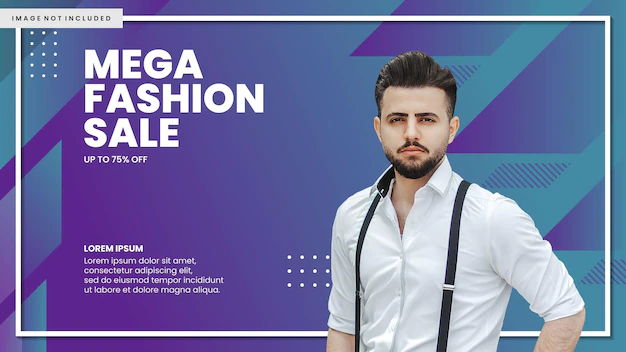 IMAGE NOT INCLUDED
MEGA
FASHION
SALE
UP TO 75% OFF
LOREM IPSUM
Lorem ipsum dolor sit amet,
consectetuer adipiscing elit,
sed do eiusmod tempor incididunt
ut labore et dolore magna aliqua.